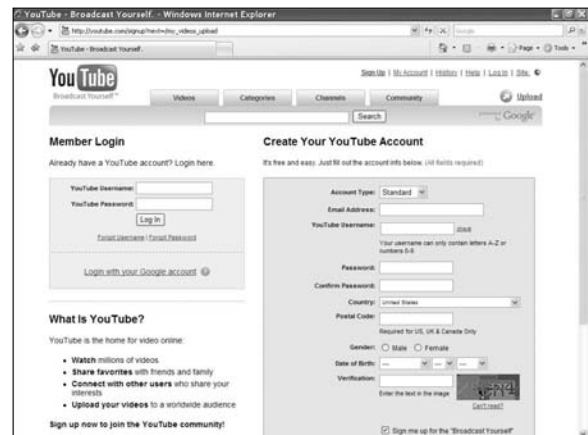 YouTube - Broadcast Yourself. - Windows Internet Explorer
http://youtube.com/signup?next=/my_videos_upload
Google
YouTube - Broadcast Yourself.
Page
Tools
YouTube
Broadcast Yourself™
Sign Up | My Account | History | Help | Log In | Site:
Videos
Categories
Channels
Community
Upload
Search
Google
Member Login
Already have a YouTube account? Login here.
YouTube Username:
YouTube Password:
Log In
Forgot Username | Forgot Password
Login with your Google account
What Is YouTube?
YouTube is the home for video online:
• Watch millions of videos
• Share favorites with friends and family
• Connect with other users who share your
interests
• Upload your videos to a worldwide audience
Sign up now to join the YouTube community!
Create Your YouTube Account
It's free and easy. Just fill out the account info below. (All fields required)
Account Type: Standard
Email Address:
YouTube Username:
Your username can only contain letters A-Z or
numbers 0-9
Password:
Confirm Password:
Country: United States
Postal Code:
Required for US, UK & Canada Only
Gender: Male Female
Date of Birth: --- --- ---
Verification:
Enter the text in the image
Can't read?
Sign me up for the "Broadcast Yourself"